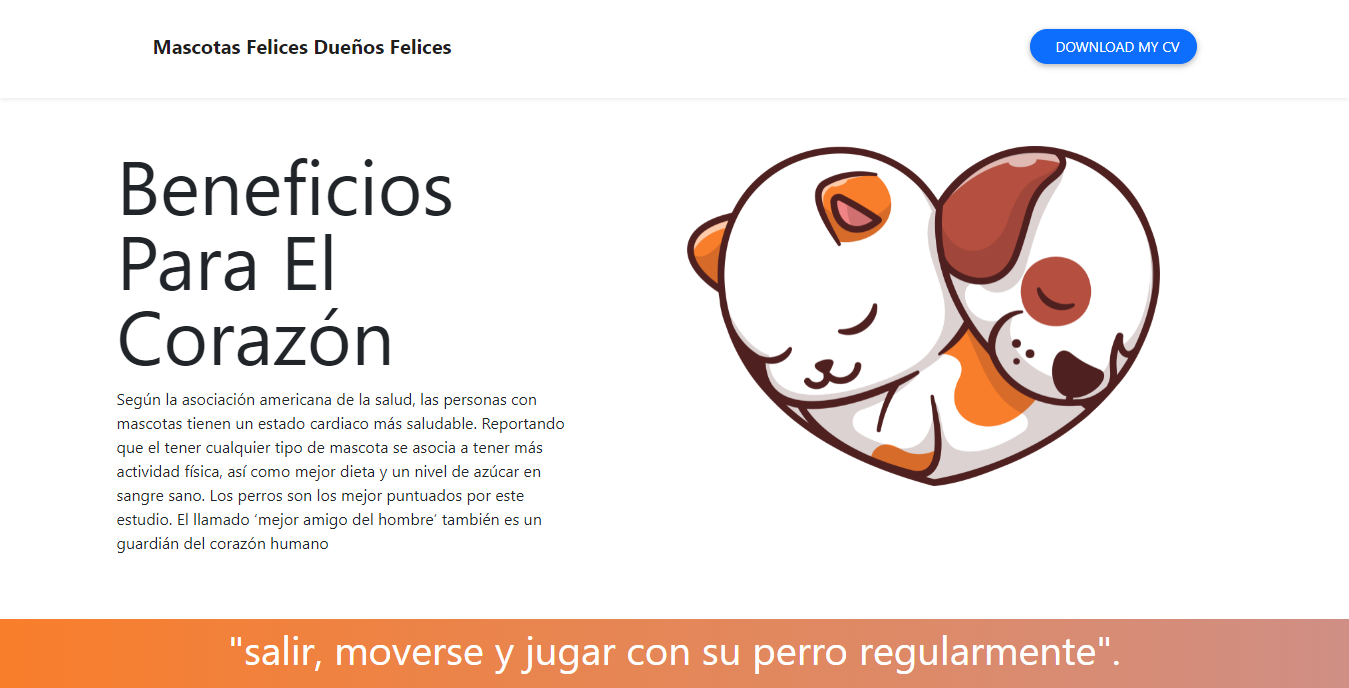 Mascotas Felices Dueños Felices
DOWNLOAD MY CV
Beneficios
Para El
Corazón
Según la asociación americana de la salud, las personas con
mascotas tienen un estado cardiaco más saludable. Reportando
que el tener cualquier tipo de mascota se asocia a tener más
actividad física, así como mejor dieta y un nivel de azúcar en
sangre sano. Los perros son los mejor puntuados por este
estudio. El llamado ‘mejor amigo del hombre’ también es un
guardián del corazón humano
"salir, moverse y jugar con su perro regularmente".